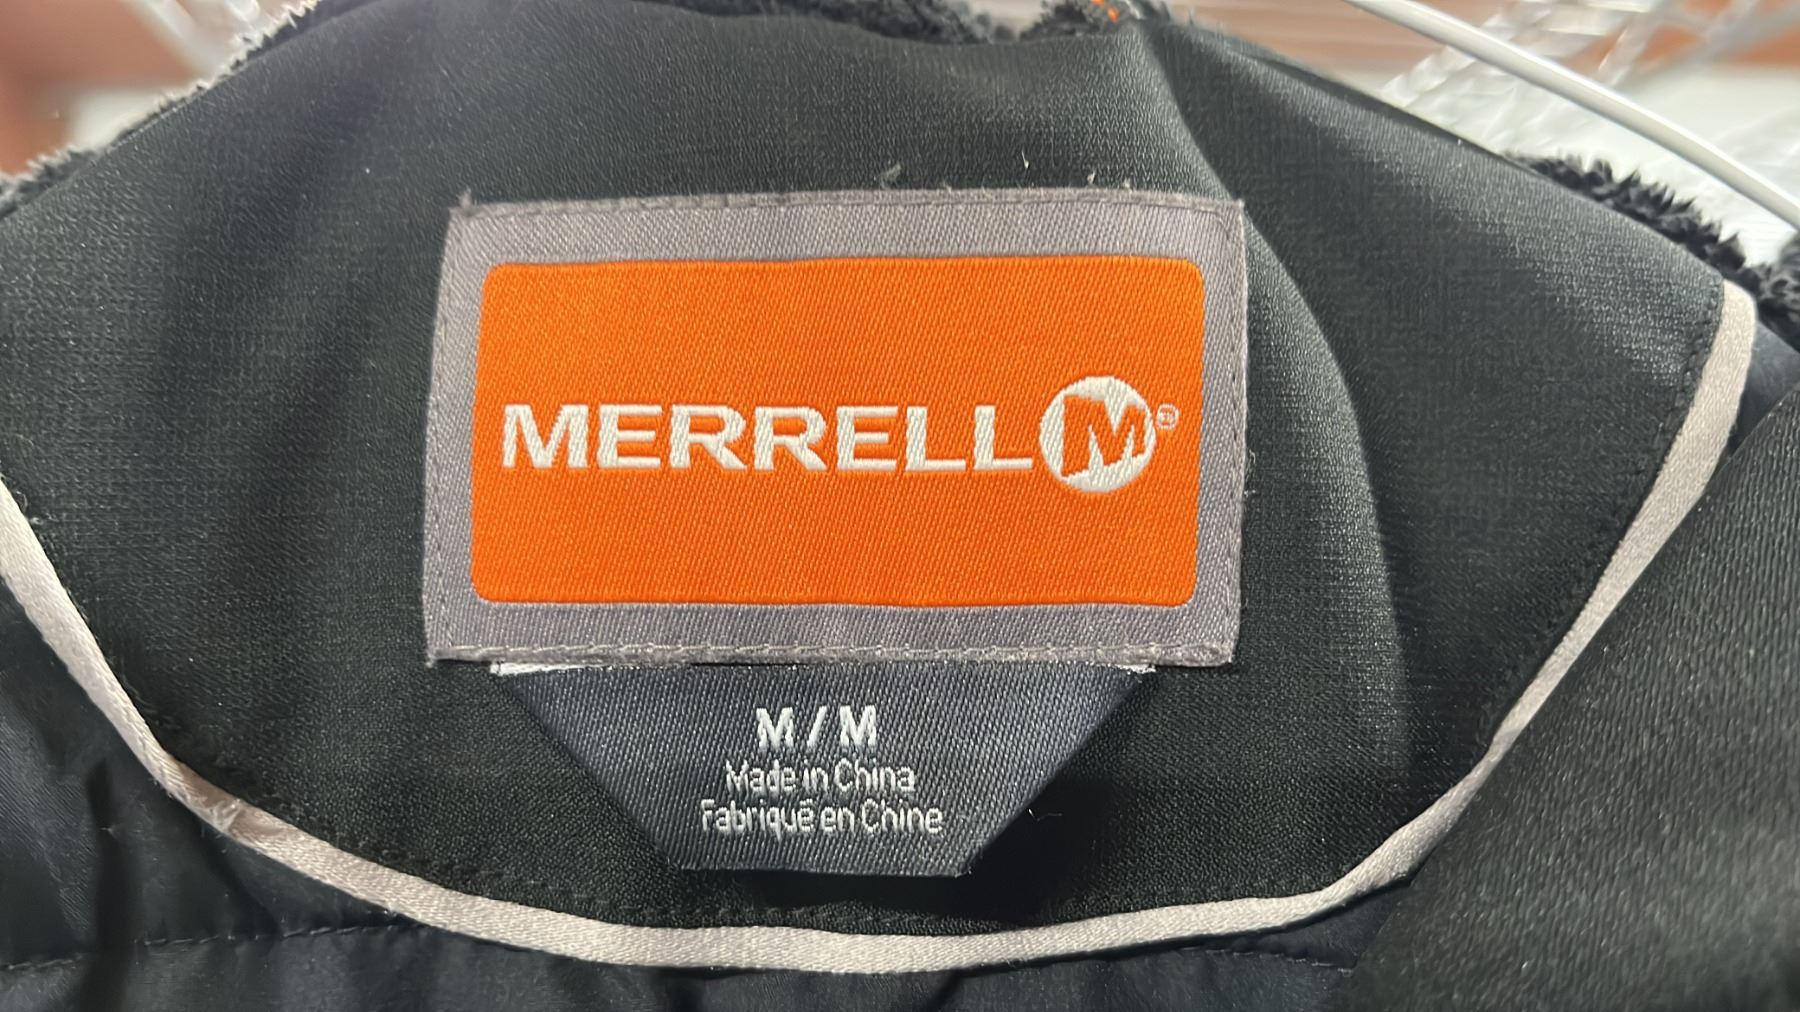 MERRELL M®
M / M
Made in China
Fabriqué en Chine